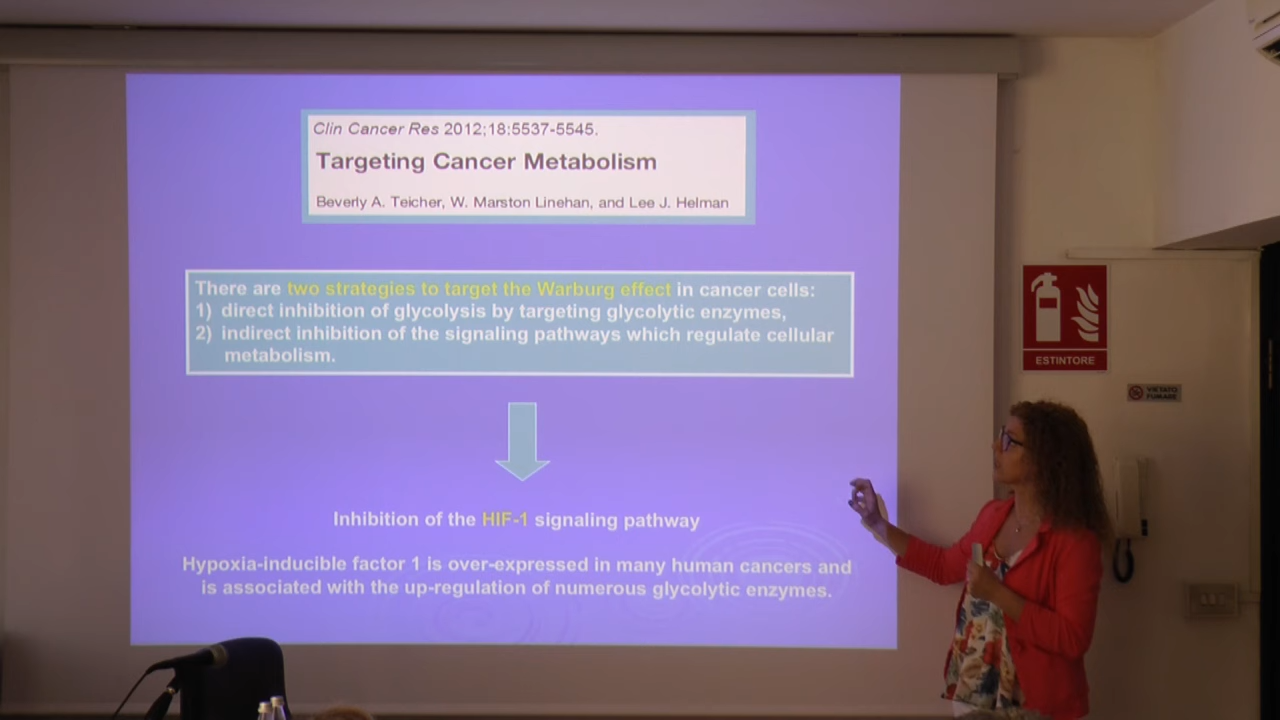 Clin Cancer Res 2012;18:5537-5545.
Targeting Cancer Metabolism
Beverly A. Teicher, W. Marston Linehan, and Lee J. Helman
There are two strategies to target the Warburg effect in cancer cells:
1) direct inhibition of glycolysis by targeting glycolytic enzymes,
2) indirect inhibition of the signaling pathways which regulate cellular
metabolism.
Inhibition of the HIF-1 signaling pathway
Hypoxia-inducible factor 1 is over-expressed in many human cancers and
is associated with the up-regulation of numerous glycolytic enzymes.
ESTINTORE
VIETATO
FUMARE